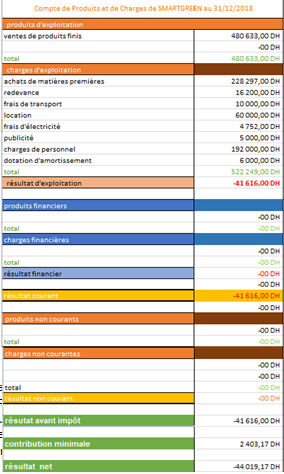 Compte de Produits et de Charges de SMARTGREEN au 31/12/2018
produits d'exploitation
ventes de produits finis 480 633,00 DH
-00 DH
total 480 633,00 DH
charges d'exploitation
achats de matières premières 228 297,00 DH
redevance 16 200,00 DH
frais de transport 10 000,00 DH
location 60 000,00 DH
frais d'électricité 4 752,00 DH
publicité 5 000,00 DH
charges de personnel 192 000,00 DH
dotation d'amortissement 6 000,00 DH
total 522 249,00 DH
résultat d'exploitation -41 616,00 DH
produits financiers
-00 DH
total -00 DH
charges financières
-00 DH
total -00 DH
résultat financier -00 DH
-00 DH
résultat courant -41 616,00 DH
-00 DH
produits non courants
-00 DH
total -00 DH
charges non courantes
-00 DH
-00 DH
total -00 DH
résultat non courant -00 DH
résutat avant impôt -41 616,00 DH
contribution minimale 2 403,17 DH
résultat net -44 019,17 DH